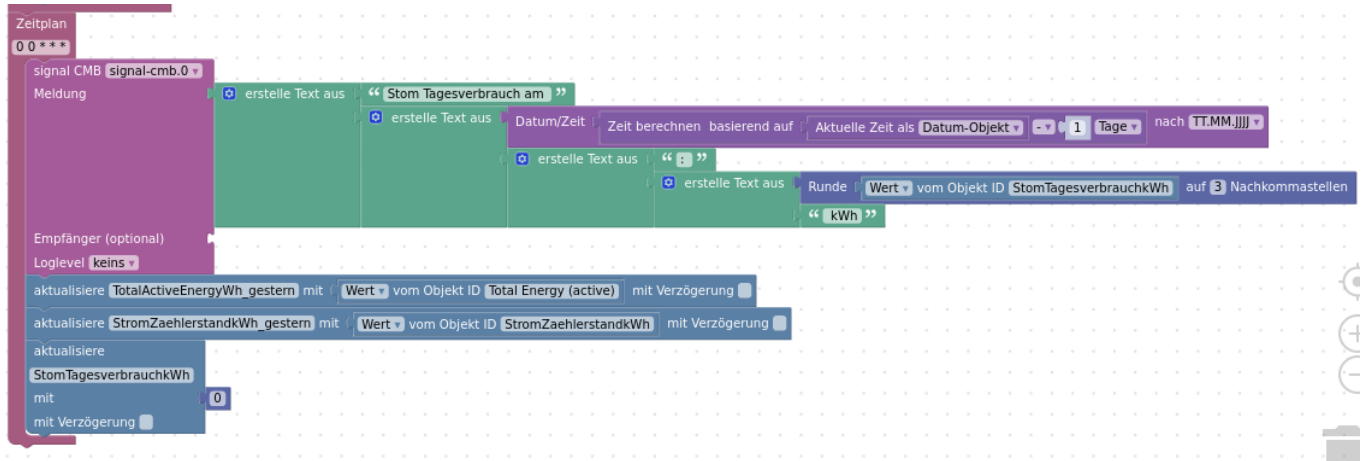 Zeitplan
0 0 * * *
signal CMB signal-cmb.0
Meldung erstelle Text aus “ Stom Tagesverbrauch am ”
erstelle Text aus Datum/Zeit Zeit berechnen basierend auf Aktuelle Zeit als Datum-Objekt - 1 Tage nach TT.MM.JJJJ
erstelle Text aus “ : ”
erstelle Text aus Runde Wert vom Objekt ID StomTagesverbrauchkWh auf 3 Nachkommastellen
“ kWh ”
Empfänger (optional)
Loglevel keins
aktualisiere TotalActiveEnergyWh_gestern mit Wert vom Objekt ID Total Energy (active) mit Verzögerung
aktualisiere StromZaehlerstandkWh_gestern mit Wert vom Objekt ID StromZaehlerstandkWh mit Verzögerung
aktualisiere
StomTagesverbrauchkWh
mit 0
mit Verzögerung